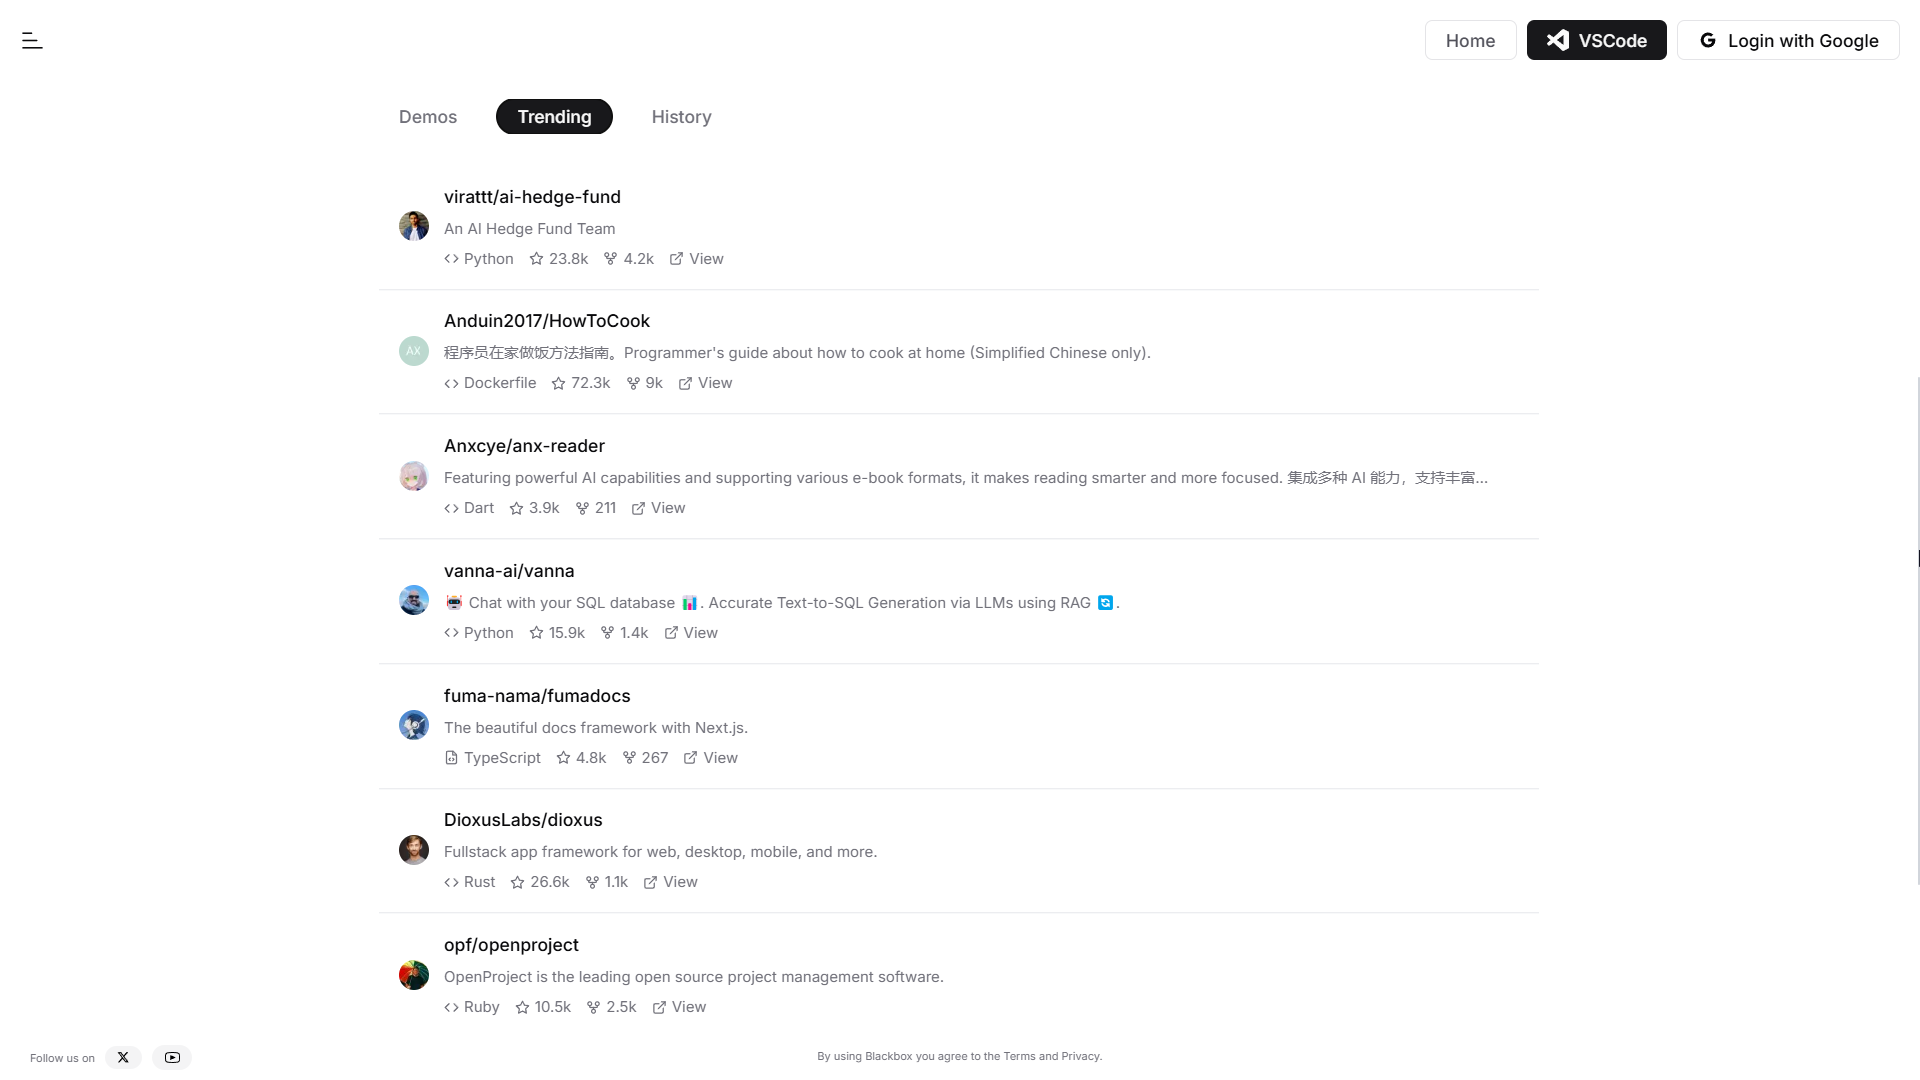 Home
VSCode
Login with Google
Demos
Trending
History
virattt/ai-hedge-fund
An AI Hedge Fund Team
Python 23.8k 4.2k View
Anduin2017/HowToCook
AX
程序员在家做饭方法指南。Programmer's guide about how to cook at home (Simplified Chinese only).
Dockerfile 72.3k 9k View
Anxcye/anx-reader
Featuring powerful AI capabilities and supporting various e-book formats, it makes reading smarter and more focused. 集成多种 AI 能力，支持丰富...
Dart 3.9k 211 View
vanna-ai/vanna
🤖 Chat with your SQL database 📊. Accurate Text-to-SQL Generation via LLMs using RAG 🔄.
Python 15.9k 1.4k View
fuma-nama/fumadocs
The beautiful docs framework with Next.js.
TypeScript 4.8k 267 View
DioxusLabs/dioxus
Fullstack app framework for web, desktop, mobile, and more.
Rust 26.6k 1.1k View
opf/openproject
OpenProject is the leading open source project management software.
Ruby 10.5k 2.5k View
Follow us on
By using Blackbox you agree to the Terms and Privacy.